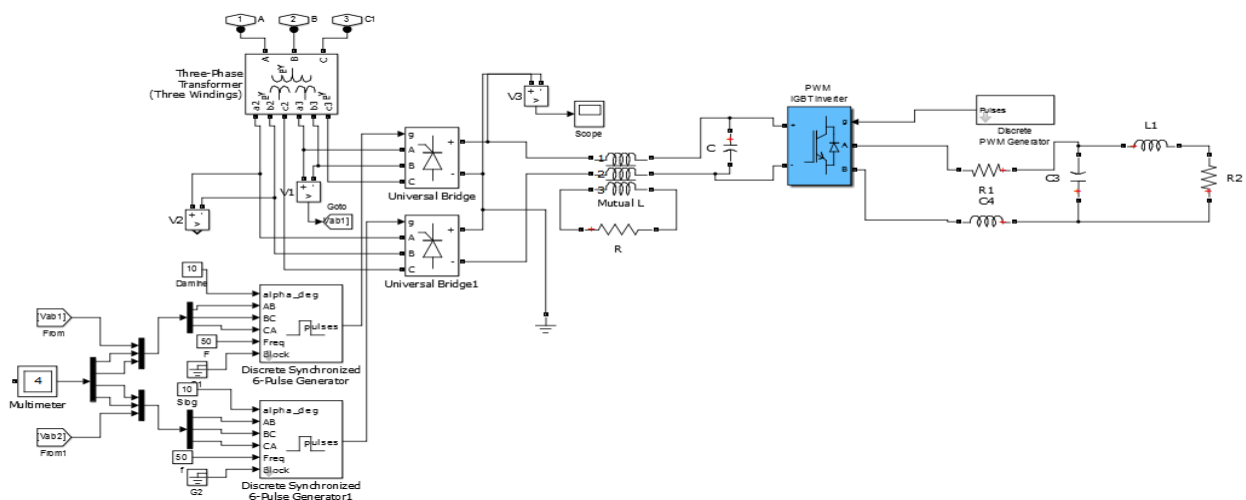 1 A
2 B
3 C1
A
B
C
Three-Phase
Transformer
(Three Windings)
a2
b2
c2
a3
b3
c3
V3
Scope
g
A
B
C
+
-
Universal Bridge
V1
Goto
[Vab1]
V2
g
A
B
C
+
-
Universal Bridge1
1
2
3
Mutual L
R
C
PWM
IGBT Inverter
+
-
g
A
B
Pulses
Discrete
PWM Generator
R1
C4
C3
L1
R2
10
alpha_deg
AB
BC
CA
Freq
Block
pulses
50
F
Discrete Synchronized
6-Pulse Generator
[Vab1]
From
4
Multimeter
[Vab2]
From1
10
alpha_deg
AB
BC
CA
Freq
Block
pulses
50
G2
Discrete Synchronized
6-Pulse Generator1